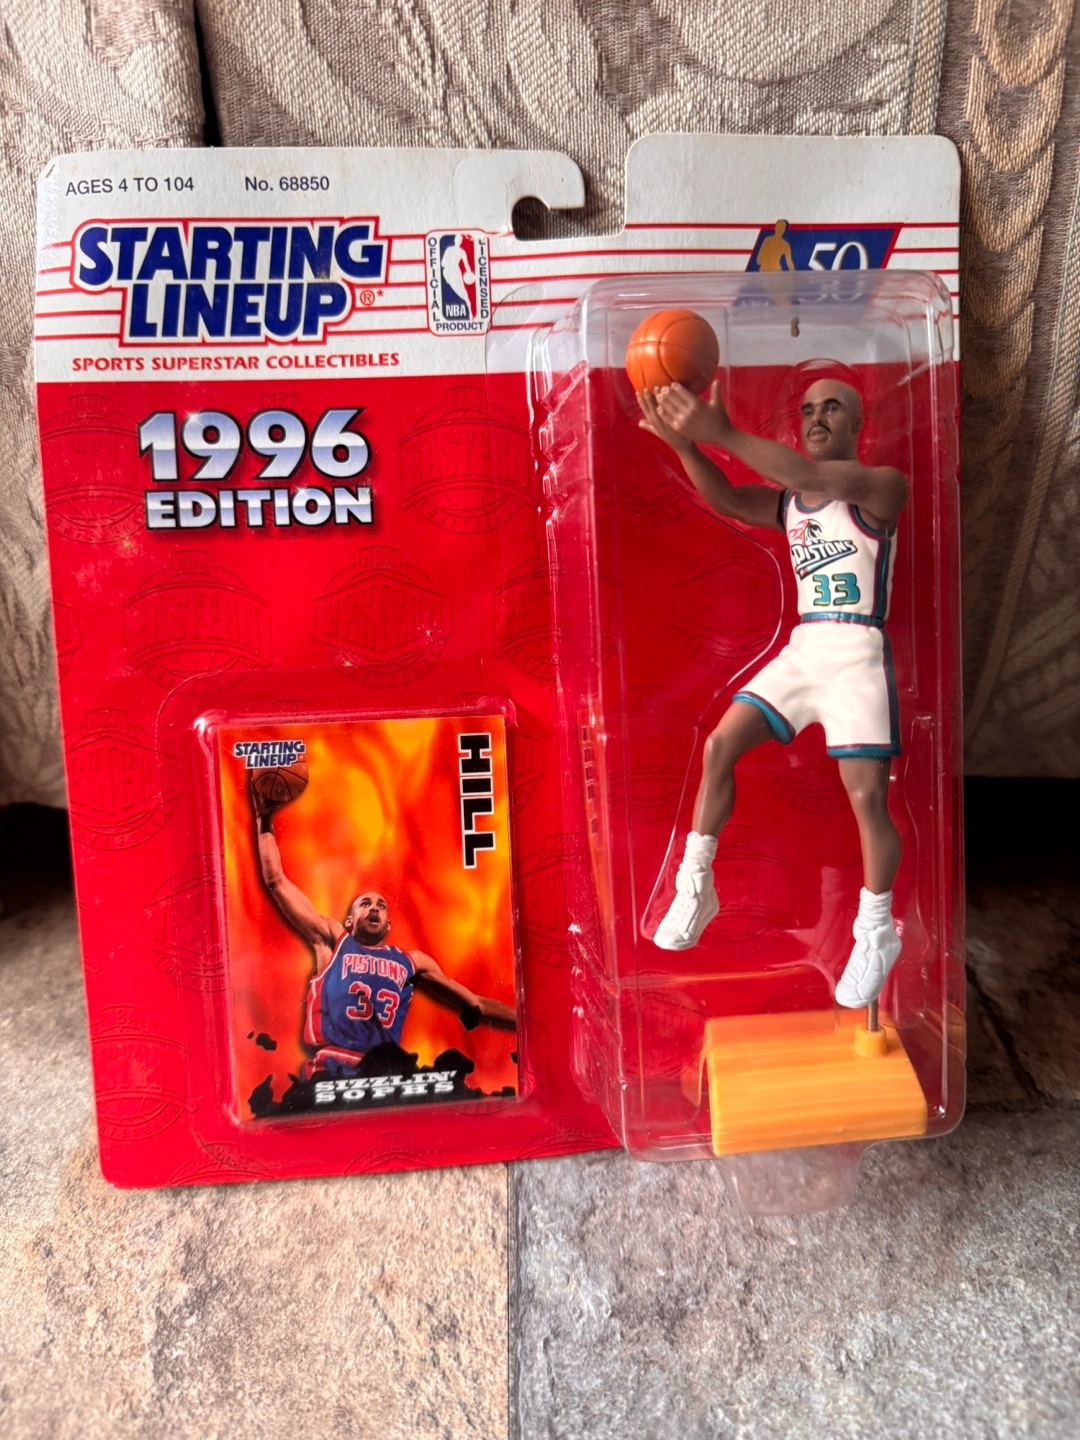 AGES 4 TO 104 No. 68850
STARTING
LINEUP®*
OFFICIAL
LICENSED
NBA
PRODUCT
50
SPORTS SUPERSTAR COLLECTIBLES
1996
EDITION
PISTONS
33
STARTING
LINEUP
HILL
PISTONS
33
SIZZLIN'
SOPHS